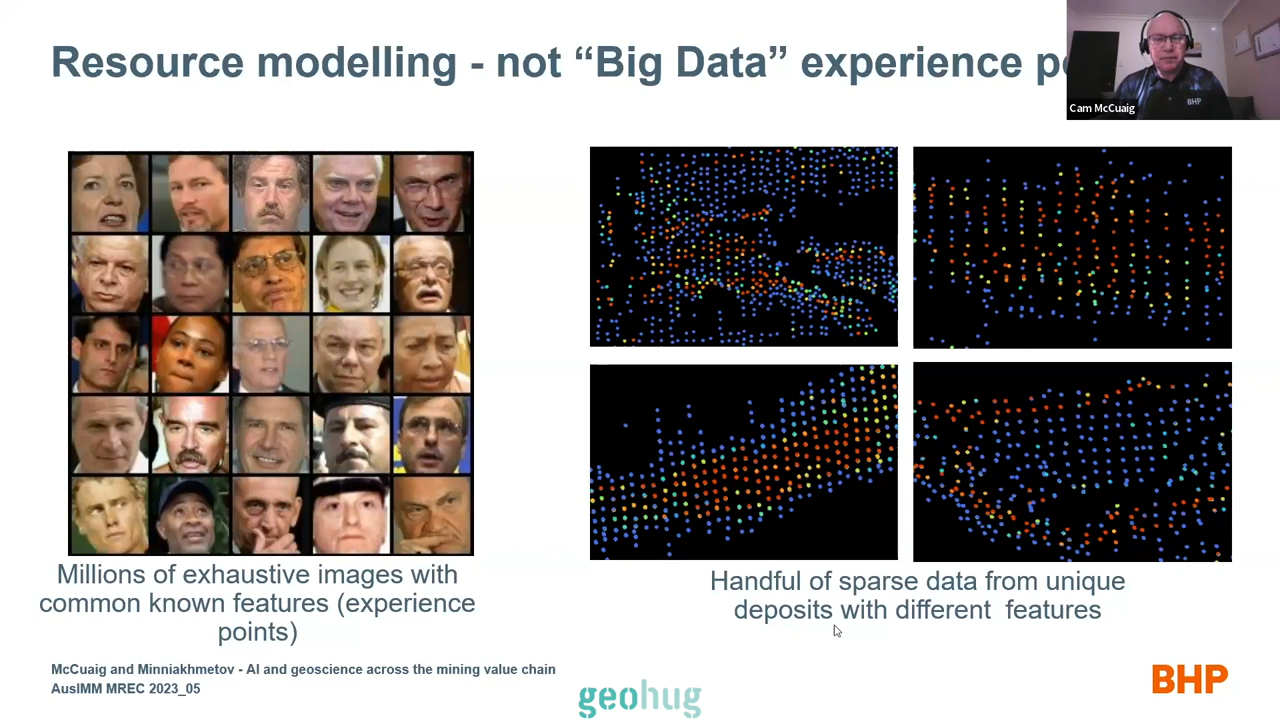 Resource modelling - not “Big Data” experience
Cam McCuaig
BHP
Millions of exhaustive images with
common known features (experience
points)
Handful of sparse data from unique
deposits with different features
McCuaig and Minniakhmetov - AI and geoscience across the mining value chain
AusIMM MREC 2023_05
geohug
BHP